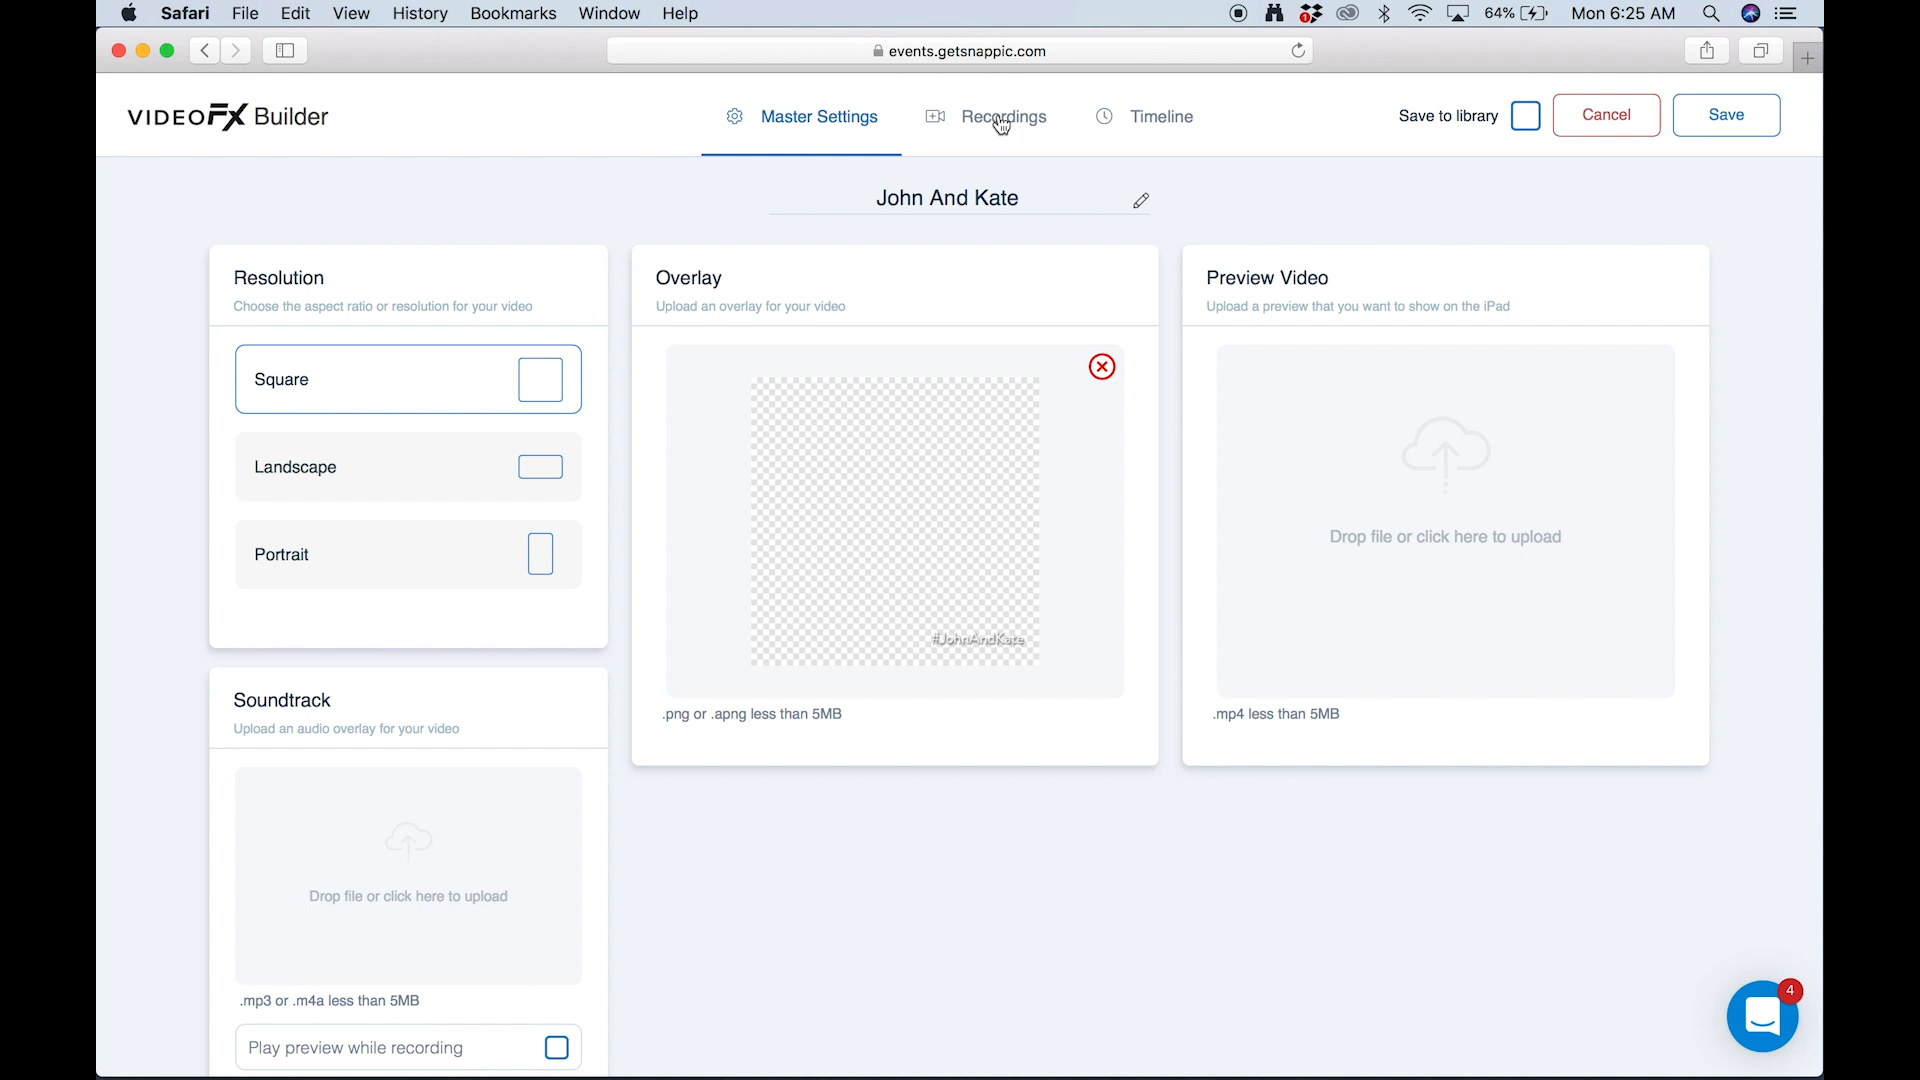 Safari File Edit View History Bookmarks Window Help 1 64% Mon 6:25 AM
events.getsnappic.com
VIDEOFX Builder Master Settings Recordings Timeline Save to library Cancel Save
John And Kate
Resolution
Choose the aspect ratio or resolution for your video
Square
Landscape
Portrait
Soundtrack
Upload an audio overlay for your video
Drop file or click here to upload
.mp3 or .m4a less than 5MB
Play preview while recording
Overlay
Upload an overlay for your video
#JohnAndKate
.png or .apng less than 5MB
Preview Video
Upload a preview that you want to show on the iPad
Drop file or click here to upload
.mp4 less than 5MB
4